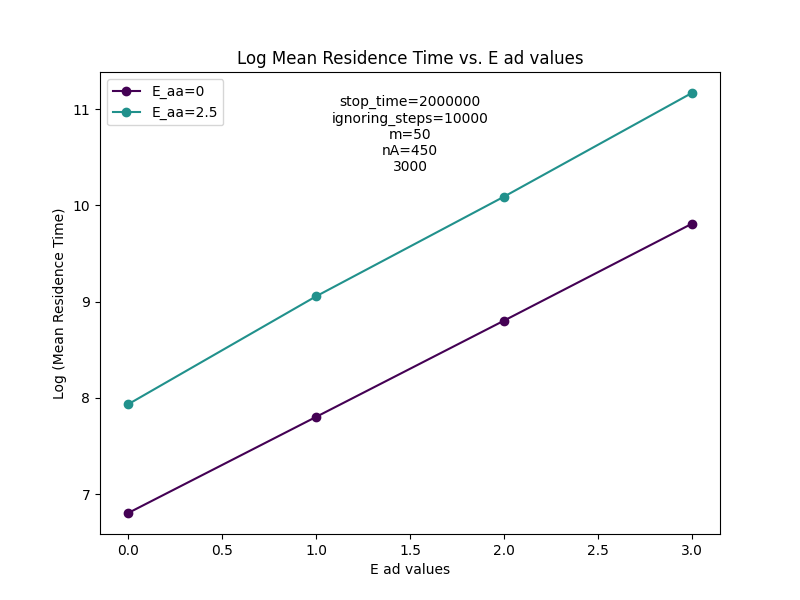 Log Mean Residence Time vs. E ad values
E_aa=0
E_aa=2.5
stop_time=2000000
ignoring_steps=10000
m=50
nA=450
3000
Log (Mean Residence Time)
11
10
9
8
7
0.0 0.5 1.0 1.5 2.0 2.5 3.0
E ad values